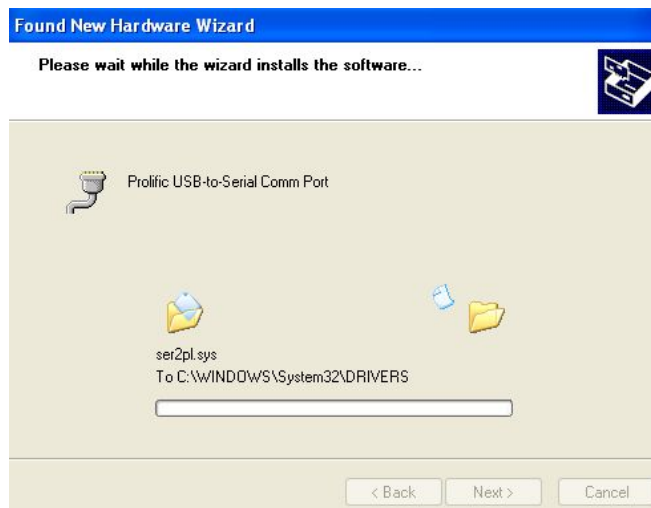 Found New Hardware Wizard
Please wait while the wizard installs the software...
Prolific USB-to-Serial Comm Port
ser2pl.sys
To C:\WINDOWS\System32\DRIVERS
< Back Next > Cancel